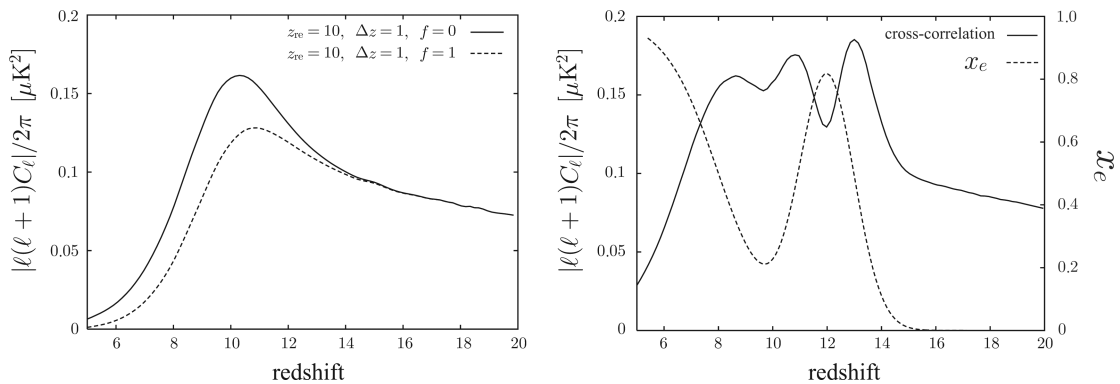 0.2
0.15
0.1
0.05
0
|ℓ(ℓ + 1)Cℓ|/2π [μK²]
z_re = 10, Δz = 1, f = 0
z_re = 10, Δz = 1, f = 1
6 8 10 12 14 16 18 20
redshift
0.2
0.15
0.1
0.05
0
|ℓ(ℓ + 1)Cℓ|/2π [μK²]
cross-correlation
x_e
1.0
0.8
0.6
0.4
0.2
0
x_e
6 8 10 12 14 16 18 20
redshift